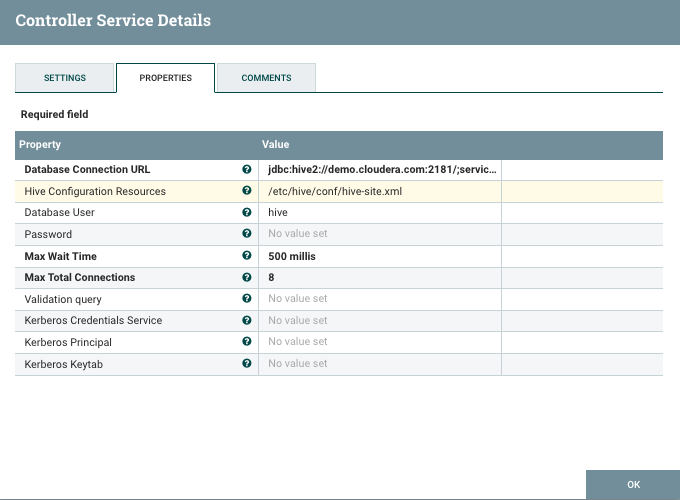 Controller Service Details
SETTINGS PROPERTIES COMMENTS
Required field
Property Value
Database Connection URL jdbc:hive2://demo.cloudera.com:2181/;servic...
Hive Configuration Resources /etc/hive/conf/hive-site.xml
Database User hive
Password No value set
Max Wait Time 500 millis
Max Total Connections 8
Validation query No value set
Kerberos Credentials Service No value set
Kerberos Principal No value set
Kerberos Keytab No value set
OK